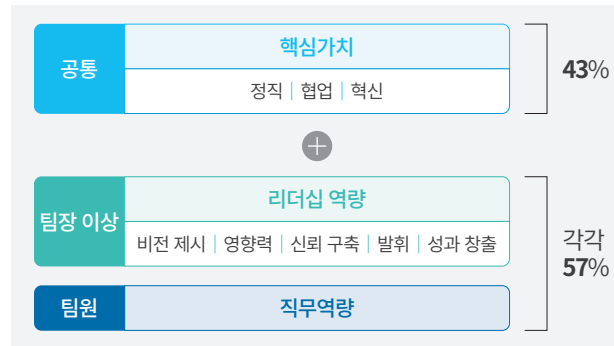 공통
핵심가치
정직 | 협업 | 혁신
43%
+
팀장 이상
리더십 역량
비전 제시 | 영향력 | 신뢰 구축 | 발휘 | 성과 창출
각각
57%
팀원
직무역량